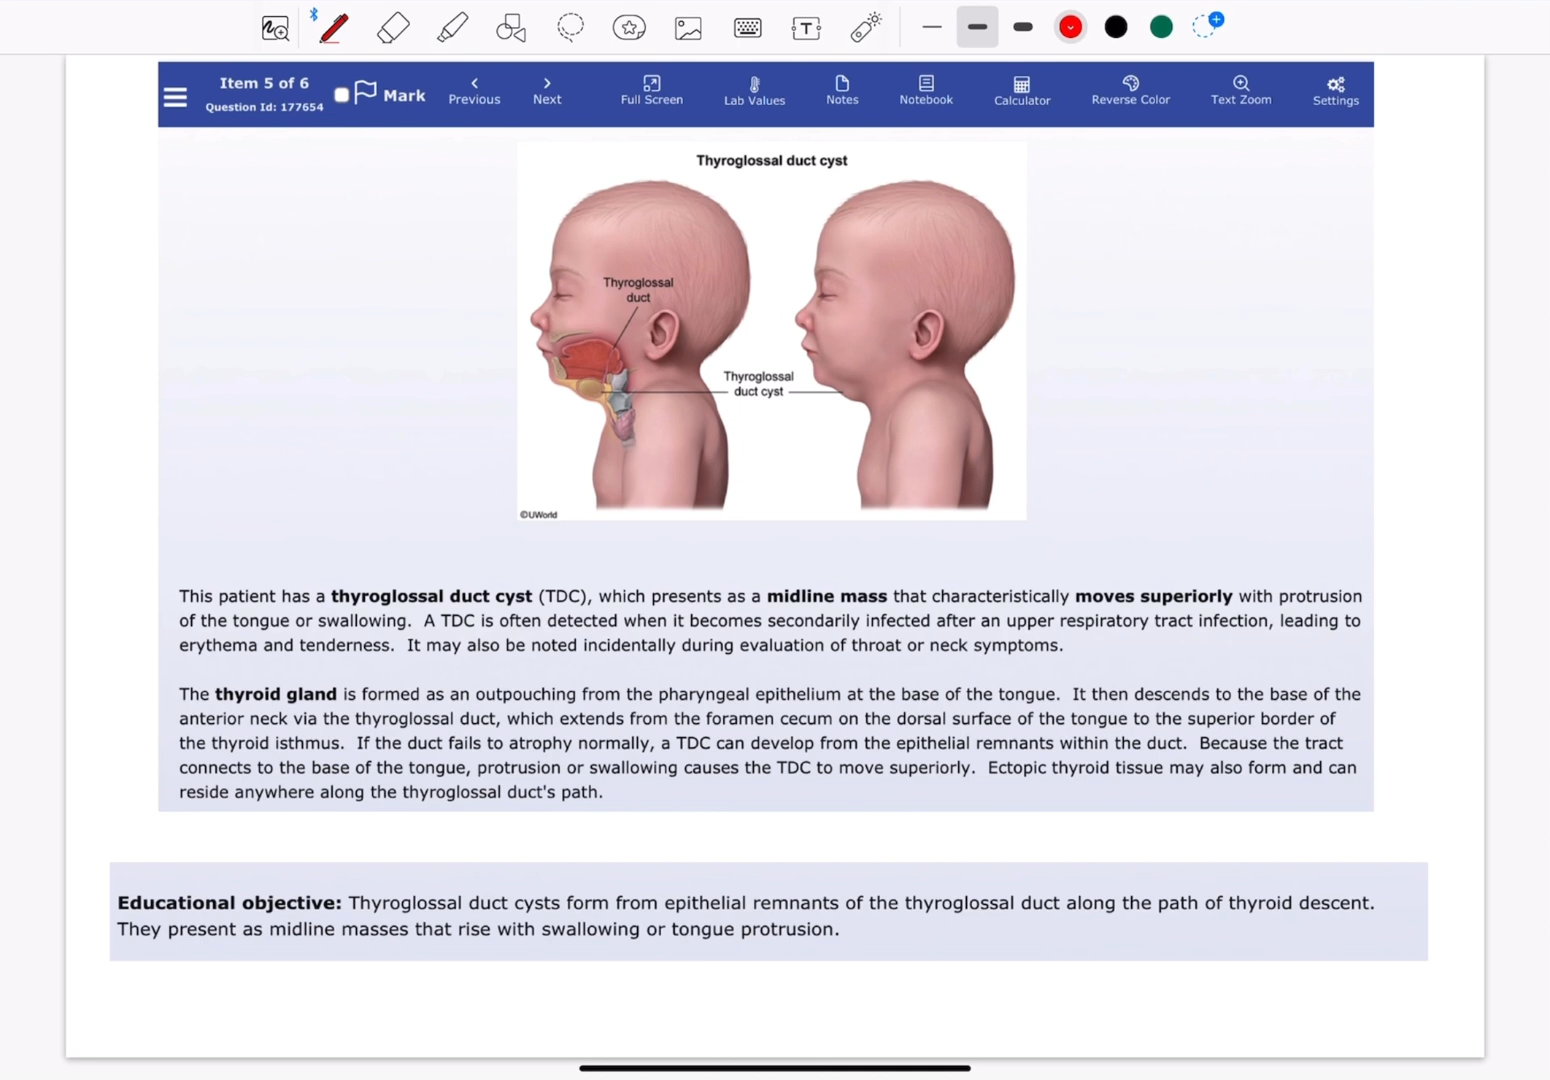 T
Item 5 of 6
Question Id: 177654
Mark
Previous
Next
Full Screen
Lab Values
Notes
Notebook
Calculator
Reverse Color
Text Zoom
Settings
Thyroglossal duct cyst
Thyroglossal
duct
Thyroglossal
duct cyst
©UWorld
This patient has a thyroglossal duct cyst (TDC), which presents as a midline mass that characteristically moves superiorly with protrusion
of the tongue or swallowing. A TDC is often detected when it becomes secondarily infected after an upper respiratory tract infection, leading to
erythema and tenderness. It may also be noted incidentally during evaluation of throat or neck symptoms.
The thyroid gland is formed as an outpouching from the pharyngeal epithelium at the base of the tongue. It then descends to the base of the
anterior neck via the thyroglossal duct, which extends from the foramen cecum on the dorsal surface of the tongue to the superior border of
the thyroid isthmus. If the duct fails to atrophy normally, a TDC can develop from the epithelial remnants within the duct. Because the tract
connects to the base of the tongue, protrusion or swallowing causes the TDC to move superiorly. Ectopic thyroid tissue may also form and can
reside anywhere along the thyroglossal duct's path.
Educational objective: Thyroglossal duct cysts form from epithelial remnants of the thyroglossal duct along the path of thyroid descent.
They present as midline masses that rise with swallowing or tongue protrusion.